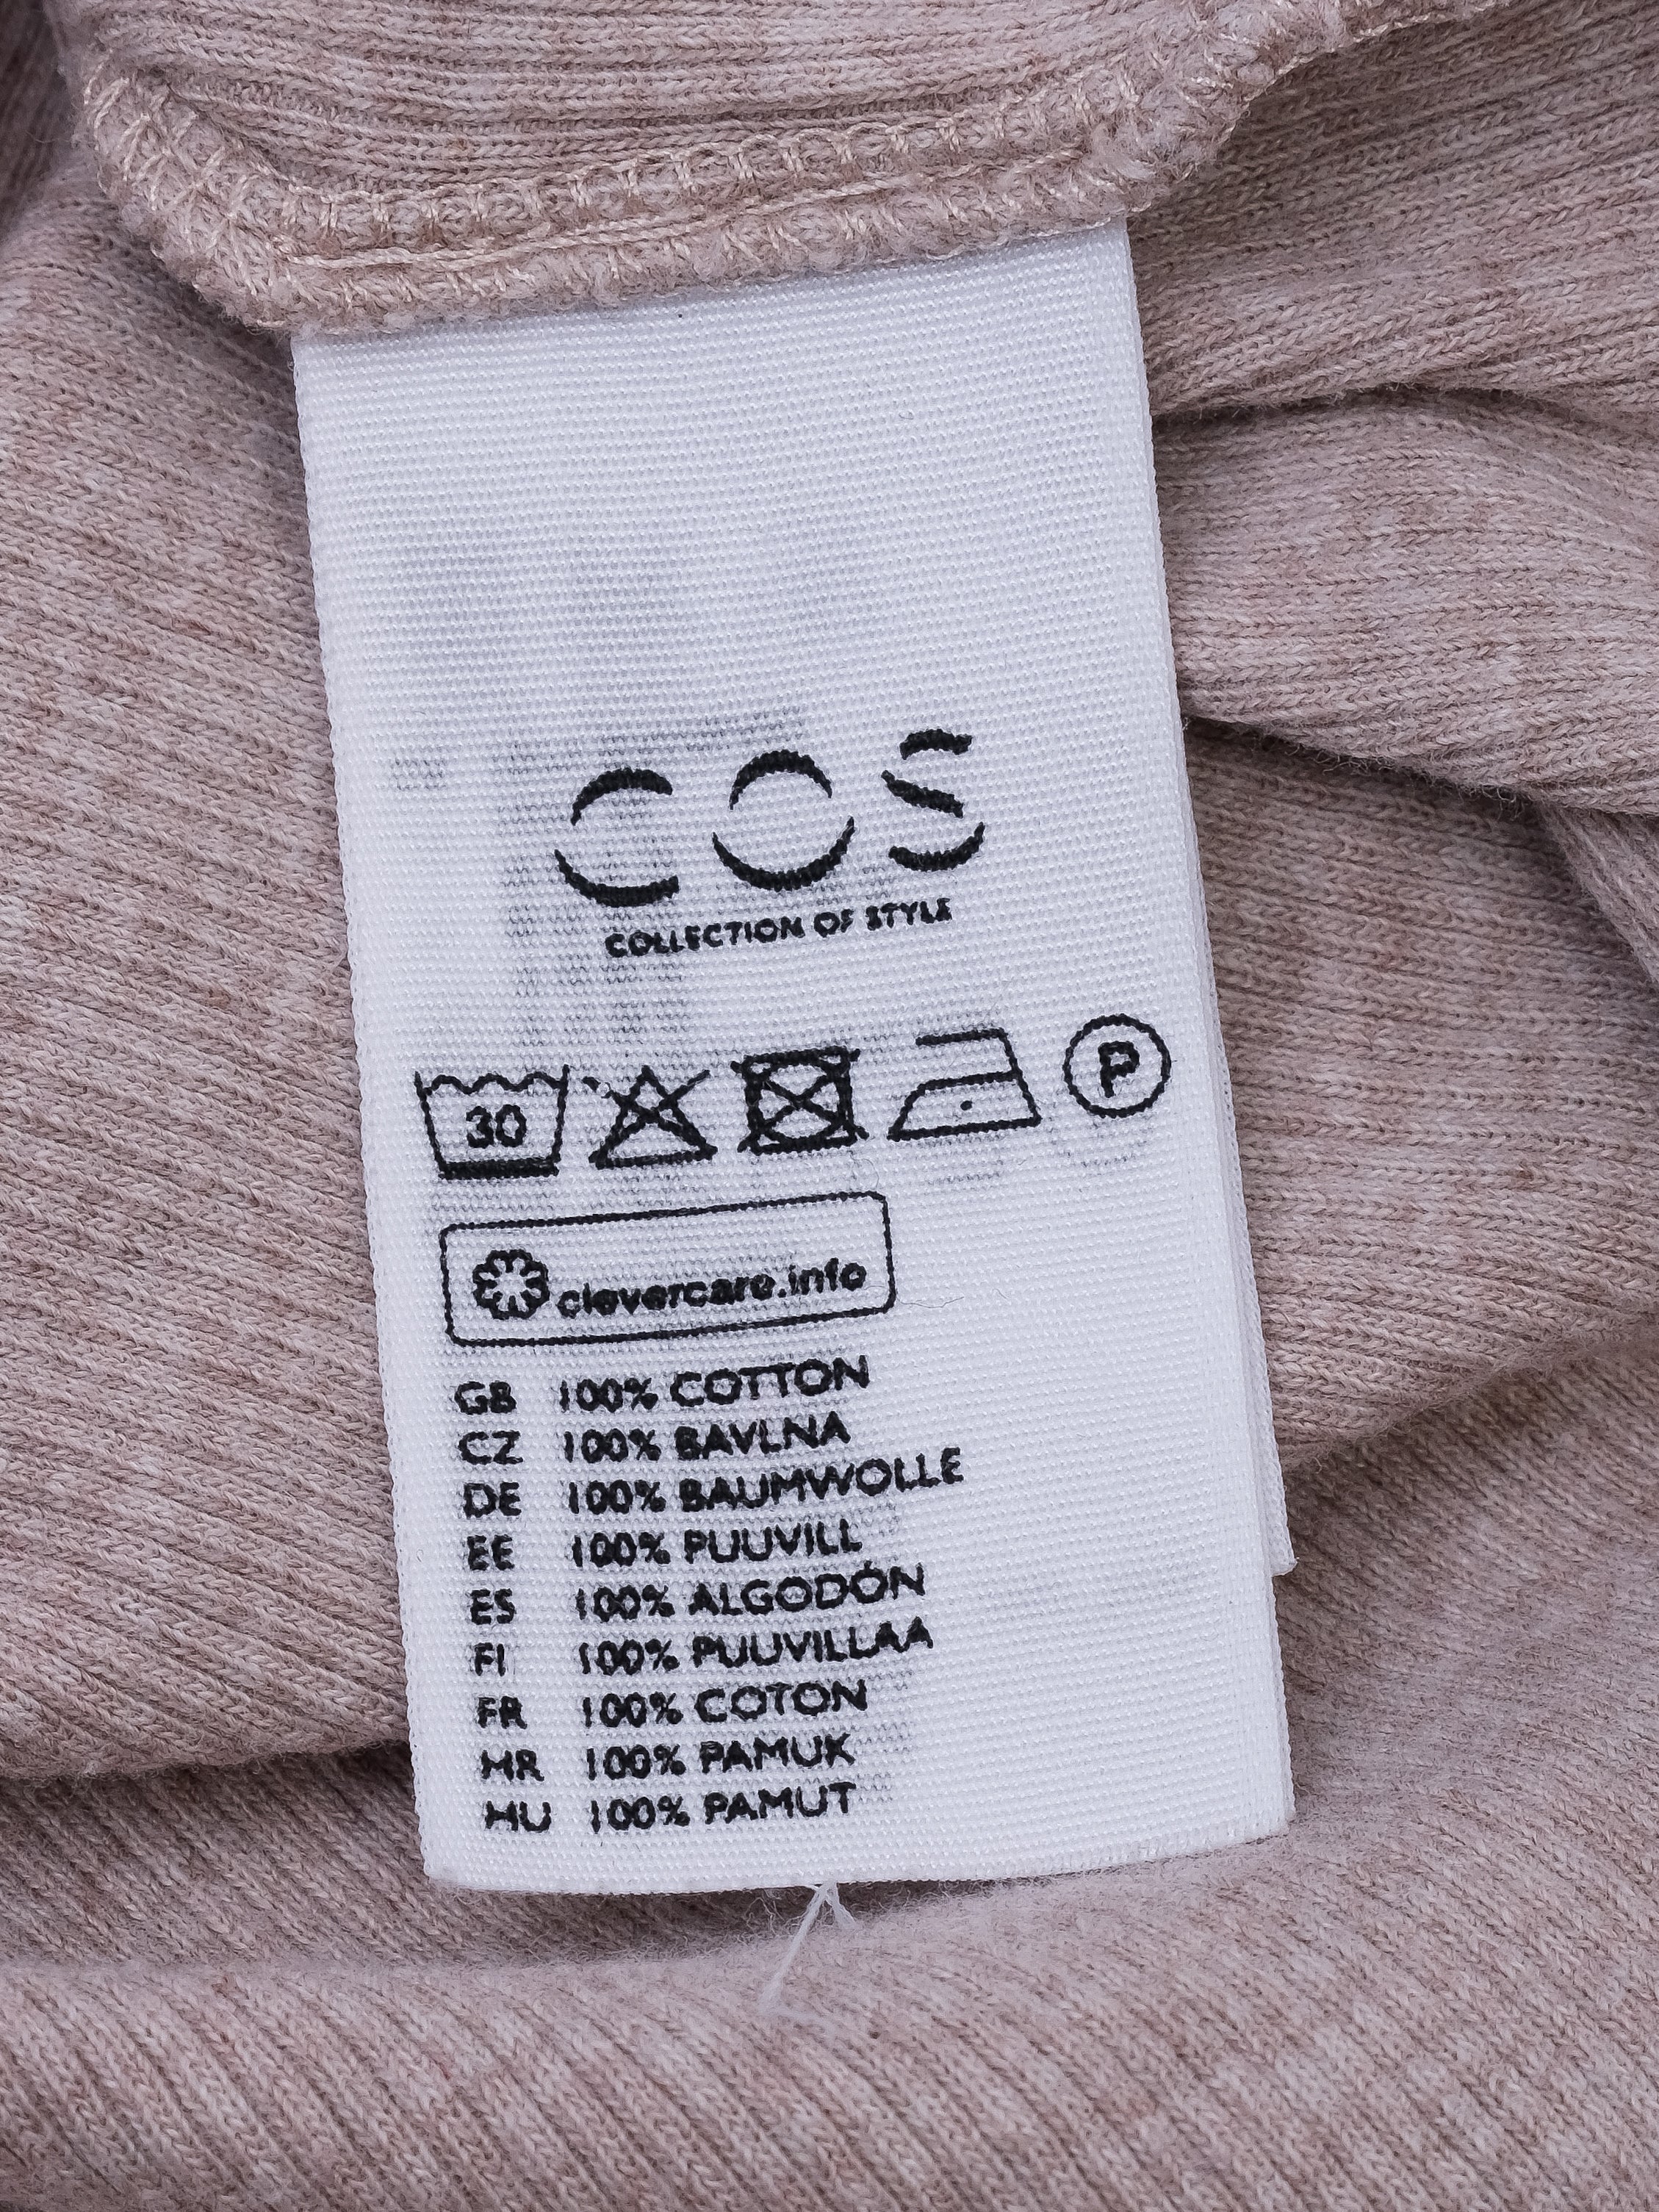 COS
COLLECTION OF STYLE
30 P
clevercare.info
GB 100% COTTON
CZ 100% BAVLNA
DE 100% BAUMWOLLE
EE 100% PUUVILL
ES 100% ALGODÓN
FI 100% PUUVILLAA
FR 100% COTON
HR 100% PAMUK
HU 100% PAMUT